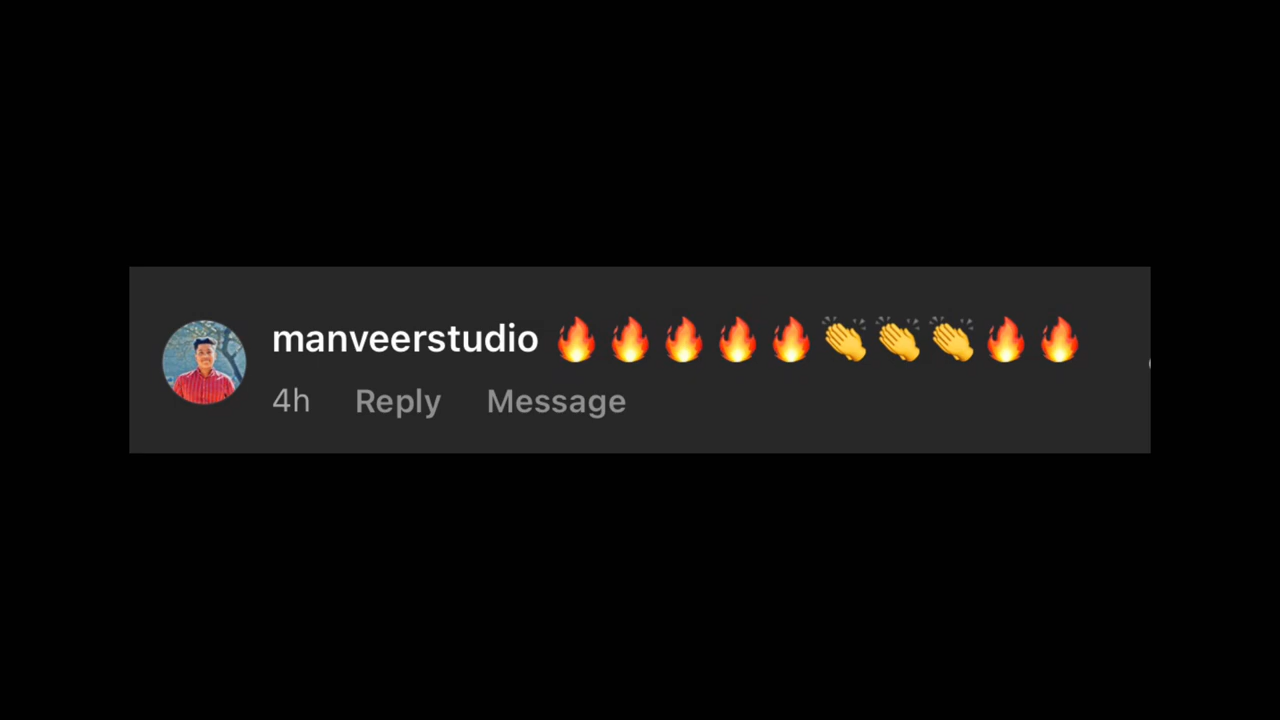 manveerstudio 🔥🔥🔥🔥🔥👏👏👏🔥🔥
4h Reply Message